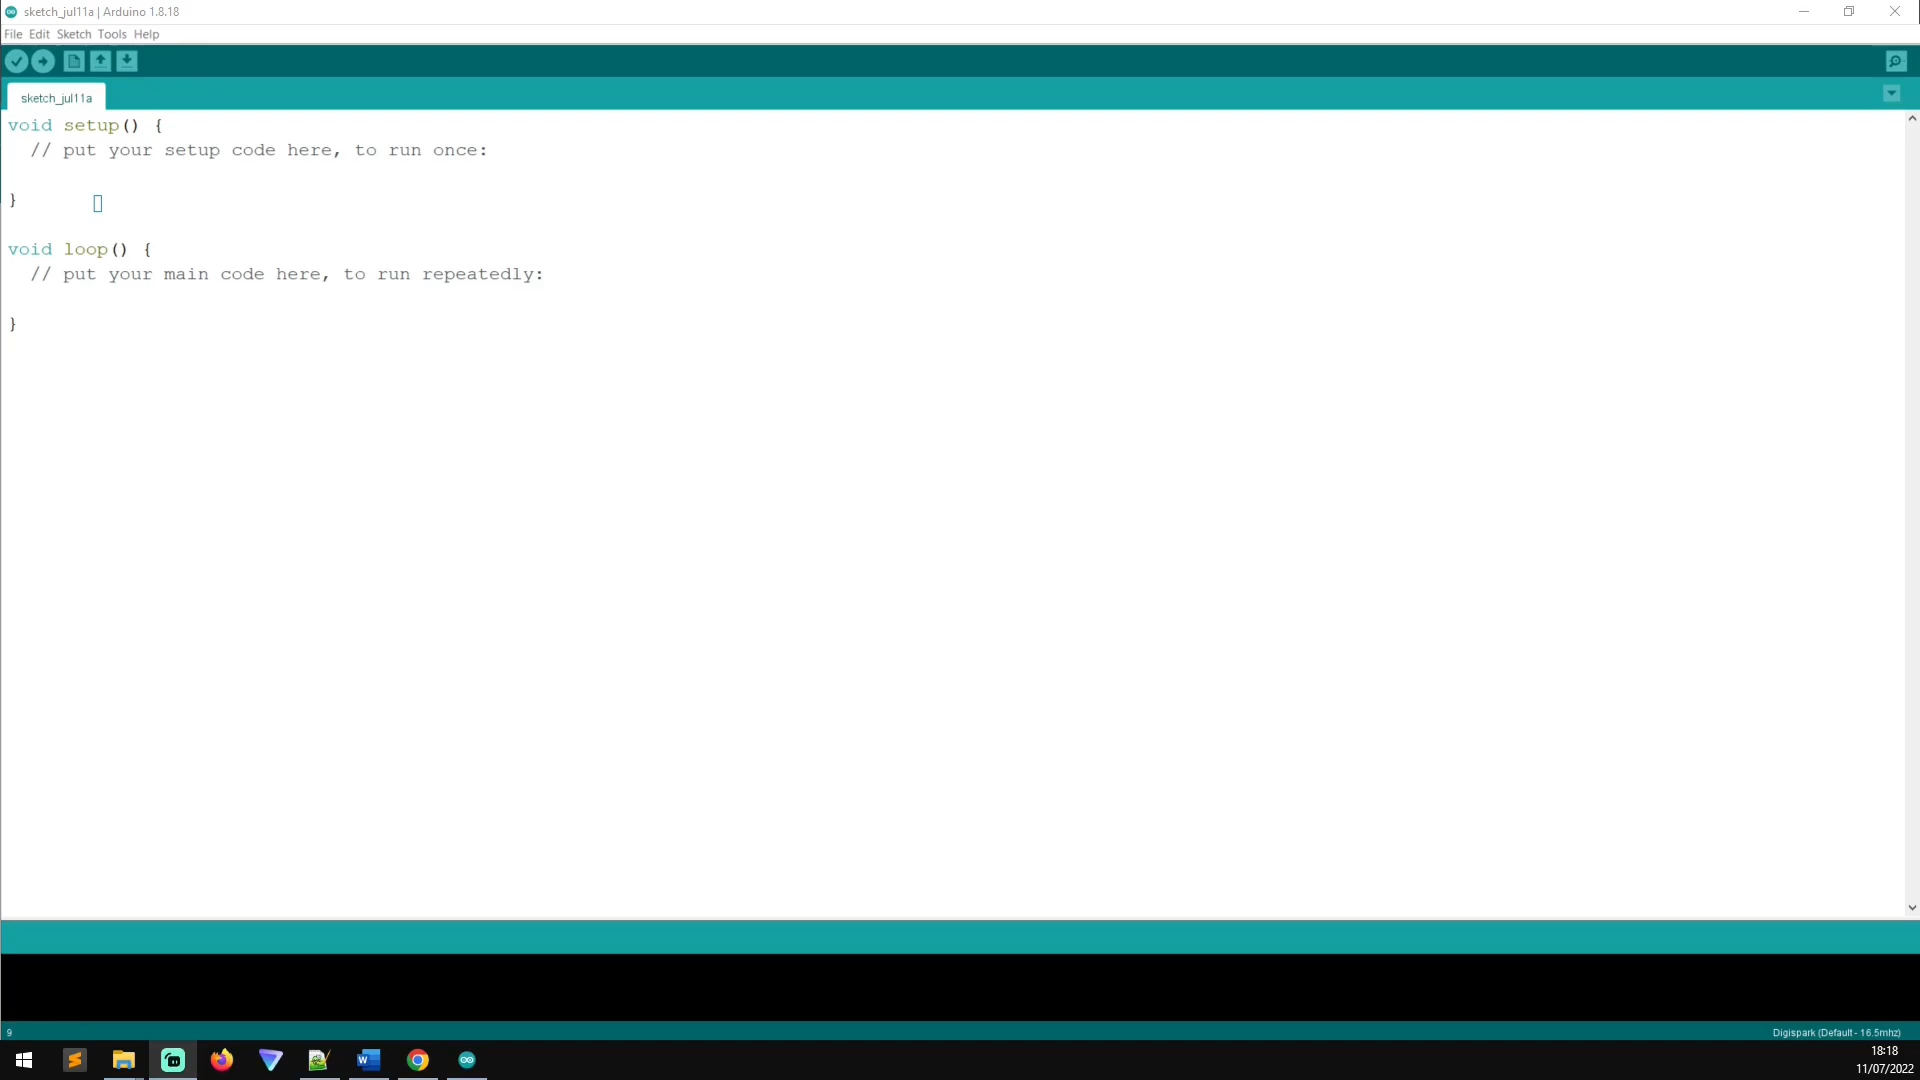 sketch_jul11a | Arduino 1.8.18
File Edit Sketch Tools Help
sketch_jul11a
void setup() {
  // put your setup code here, to run once:
}
void loop() {
  // put your main code here, to run repeatedly:
}
9
Digispark (Default - 16.5mhz)
18:18
11/07/2022